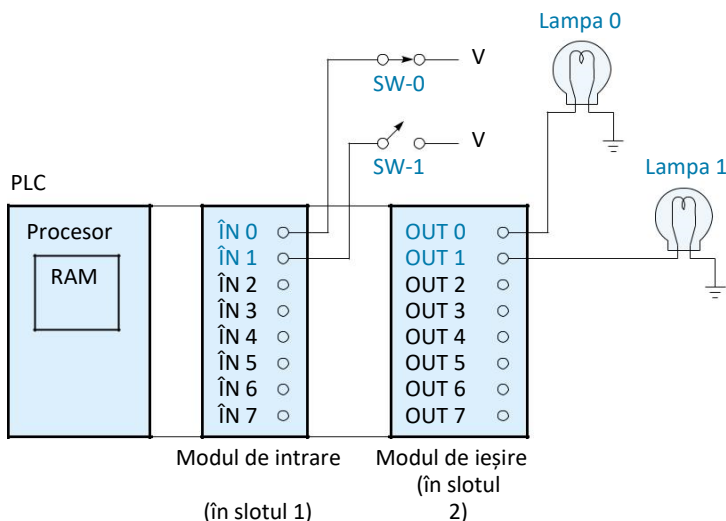 Lampa 0
V
SW-0
V
SW-1
Lampa 1
PLC
Procesor
RAM
ÎN 0
ÎN 1
ÎN 2
ÎN 3
ÎN 4
ÎN 5
ÎN 6
ÎN 7
OUT 0
OUT 1
OUT 2
OUT 3
OUT 4
OUT 5
OUT 6
OUT 7
Modul de intrare
(în slotul 1)
Modul de ieșire
(în slotul
2)